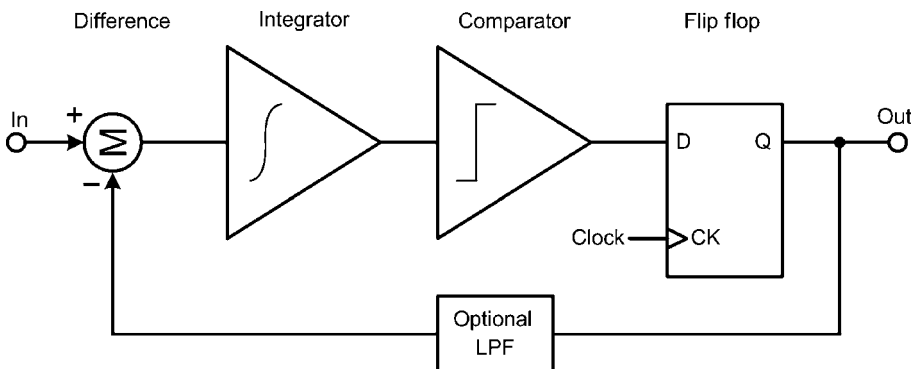 Difference
Integrator
Comparator
Flip flop
In
+
Σ
−
D
Q
Out
Clock
CK
Optional
LPF